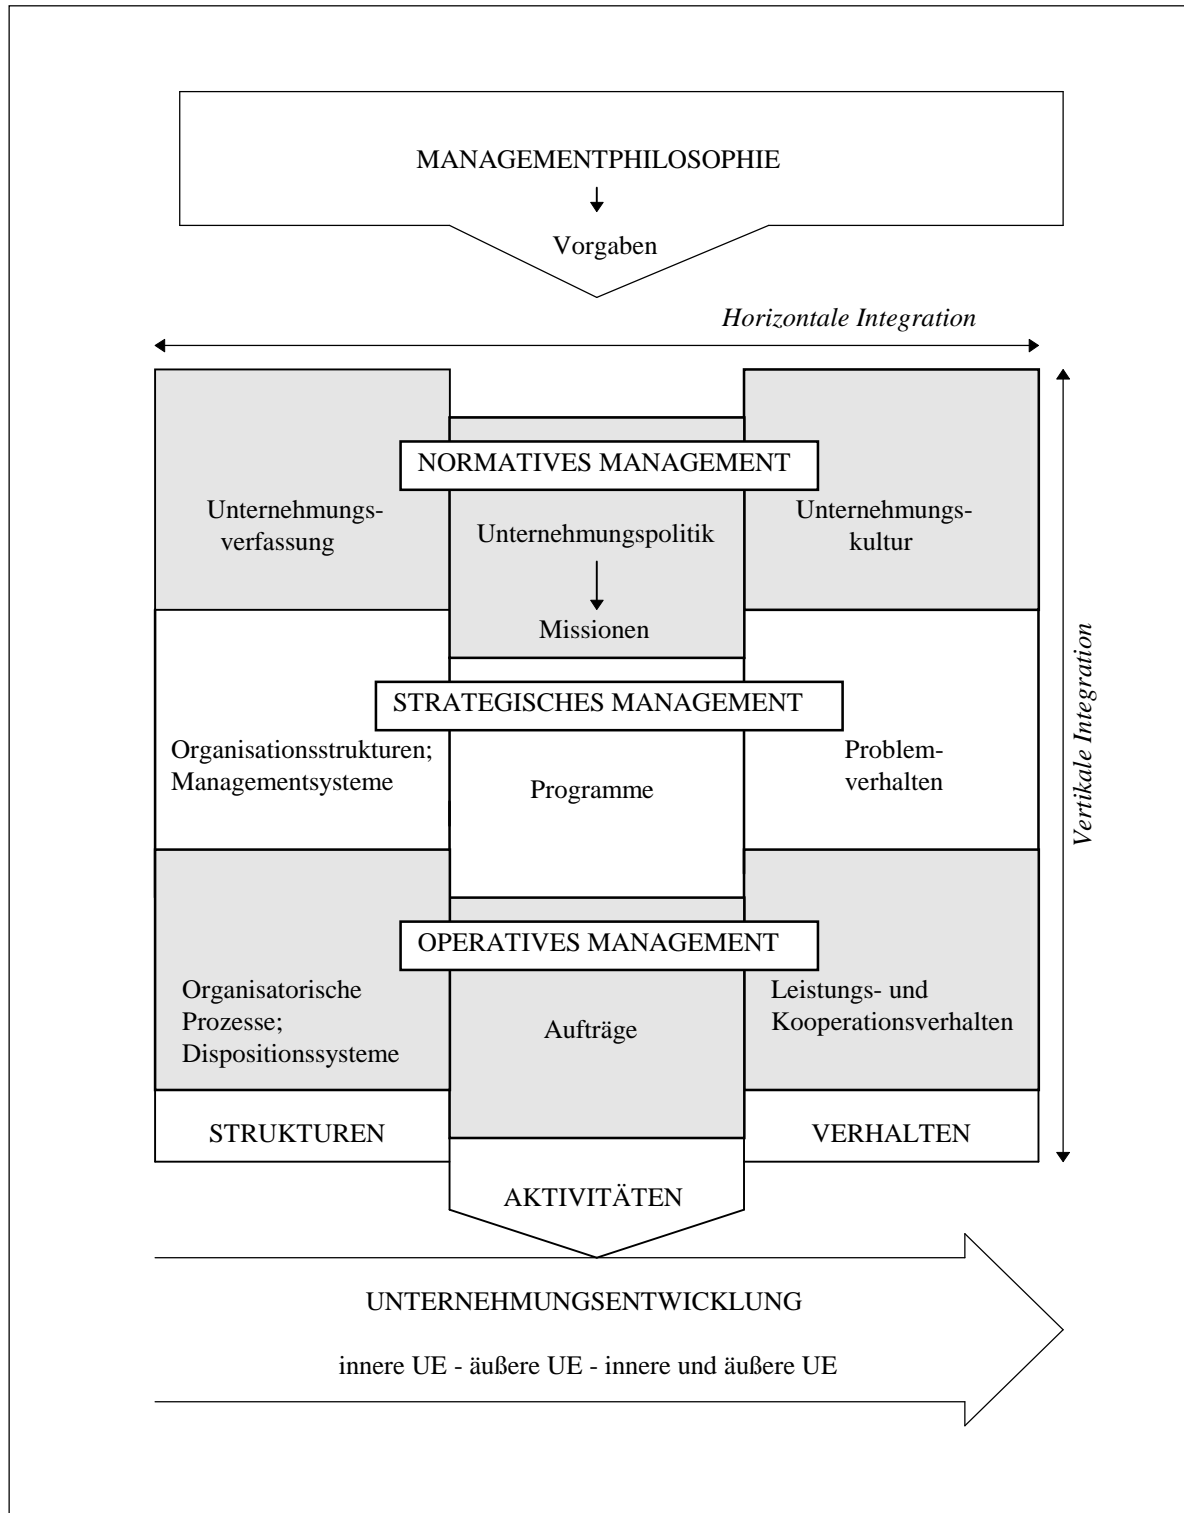 MANAGEMENTPHILOSOPHIE
Vorgaben
Horizontale Integration
NORMATIVES MANAGEMENT
Unternehmungs-
verfassung
Unternehmungspolitik
Missionen
Unternehmungs-
kultur
STRATEGISCHES MANAGEMENT
Organisationsstrukturen;
Managementsysteme
Programme
Problem-
verhalten
Vertikale Integration
OPERATIVES MANAGEMENT
Organisatorische
Prozesse;
Dispositionssysteme
Aufträge
Leistungs- und
Kooperationsverhalten
STRUKTUREN
VERHALTEN
AKTIVITÄTEN
UNTERNEHMUNGSENTWICKLUNG
innere UE - äußere UE - innere und äußere UE